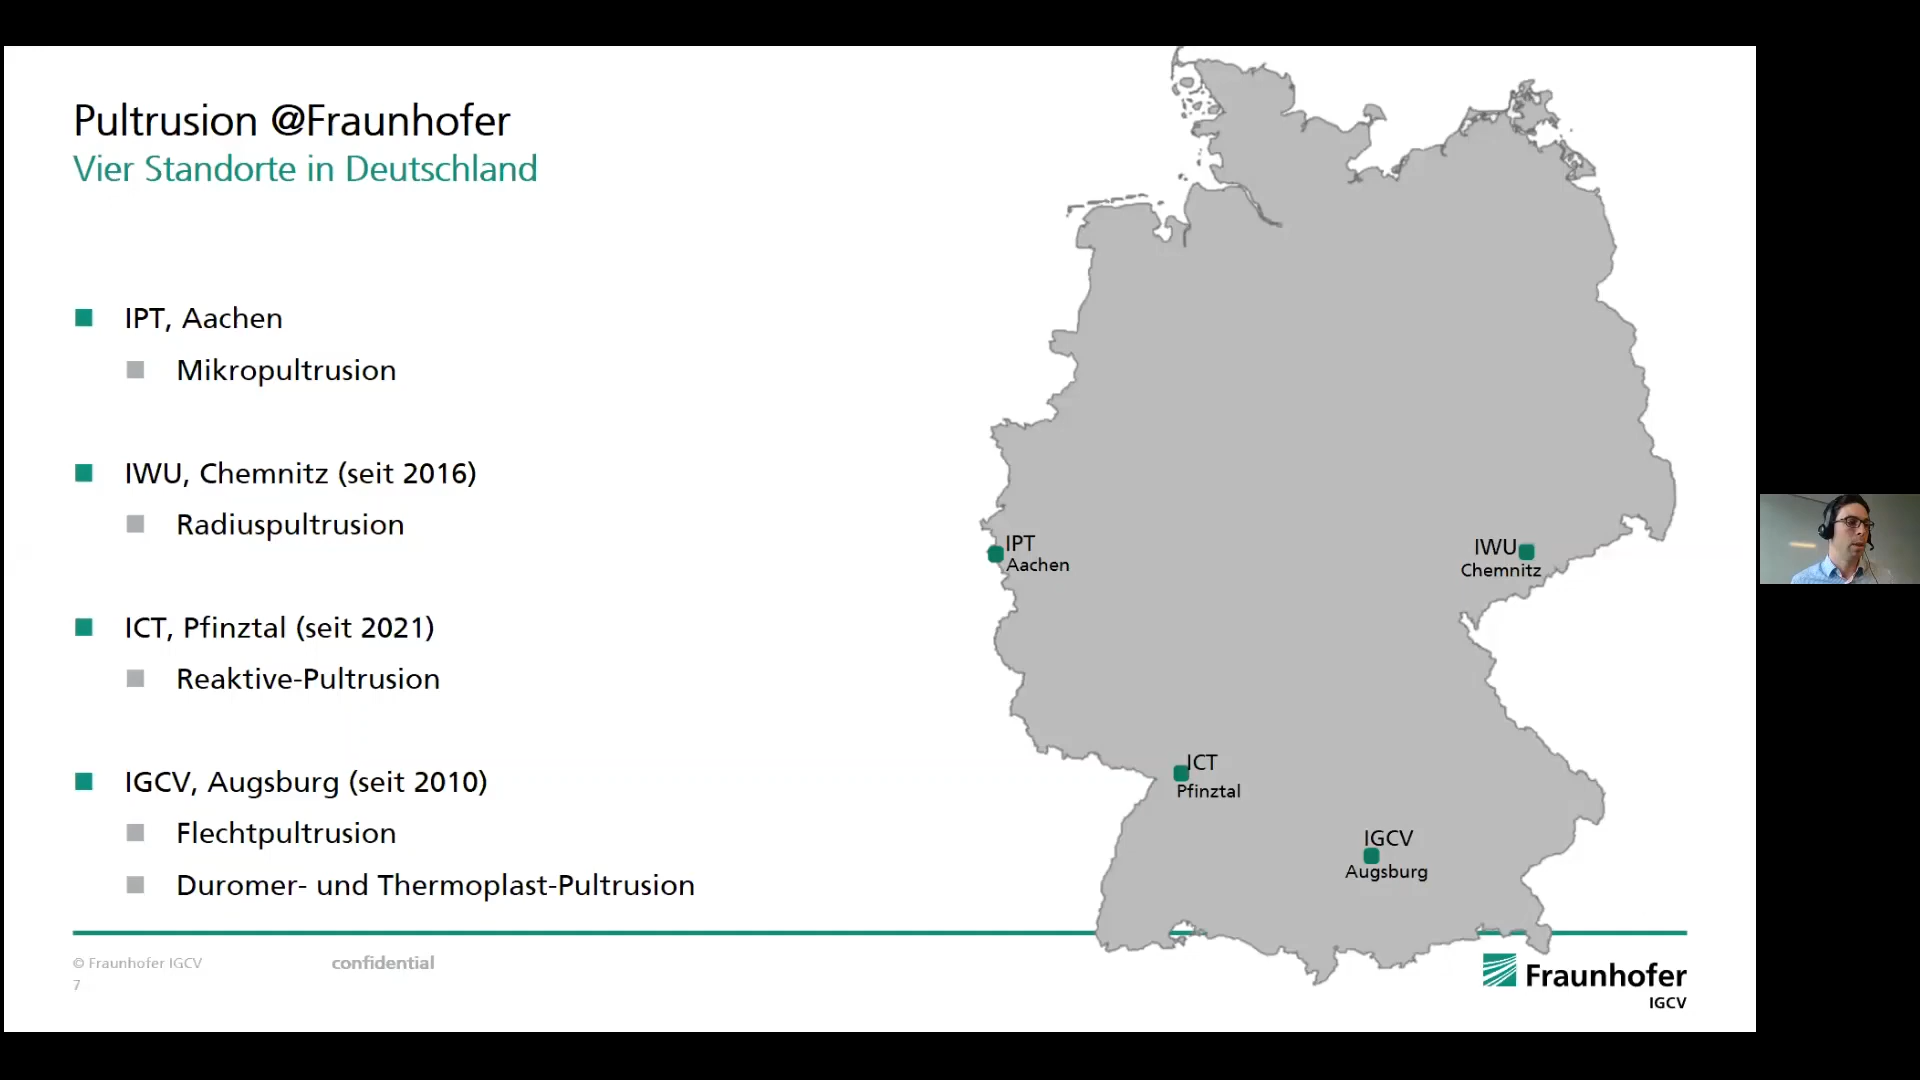 Pultrusion @Fraunhofer
Vier Standorte in Deutschland
IPT, Aachen
Mikropultrusion
IWU, Chemnitz (seit 2016)
Radiuspultrusion
ICT, Pfinztal (seit 2021)
Reaktive-Pultrusion
IGCV, Augsburg (seit 2010)
Flechtpultrusion
Duromer- und Thermoplast-Pultrusion
IPT
Aachen
IWU
Chemnitz
ICT
Pfinztal
IGCV
Augsburg
© Fraunhofer IGCV
confidential
7
Fraunhofer
IGCV